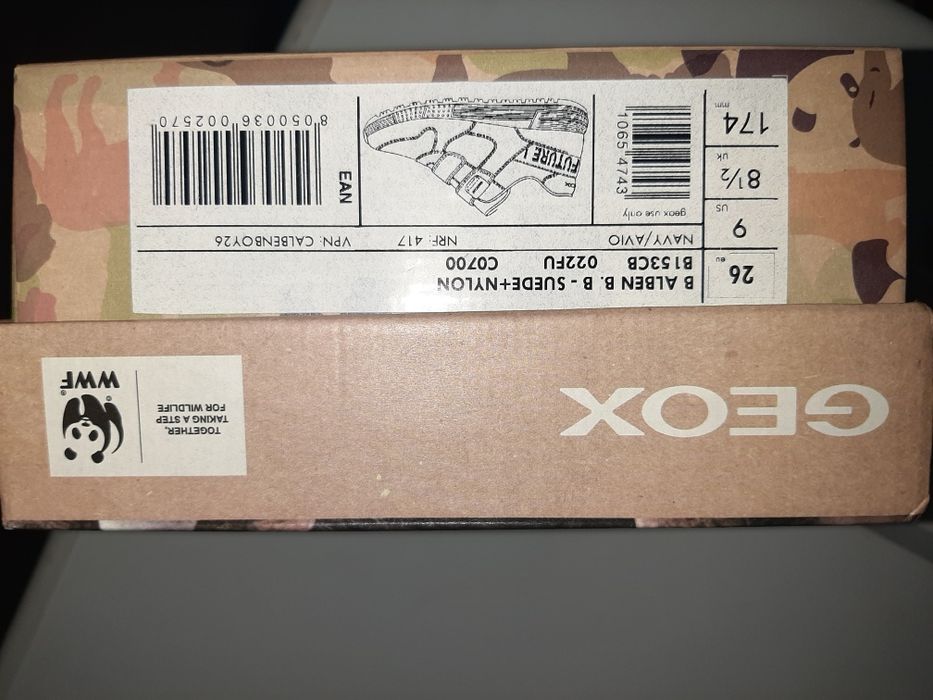 GEOX
WWF
TOGETHER,
TAKING A STEP
FOR WILDLIFE
26 eu
B ALBEN B. B - SUEDE+NYLON
B153CB 022FU C0700
9 US
NAVY/AVIO NRF: 417 VPN: CALBENBOY26
8½ UK
174 mm
geox use only
1065 4743
FUTURE
EAN
8 050036 002570